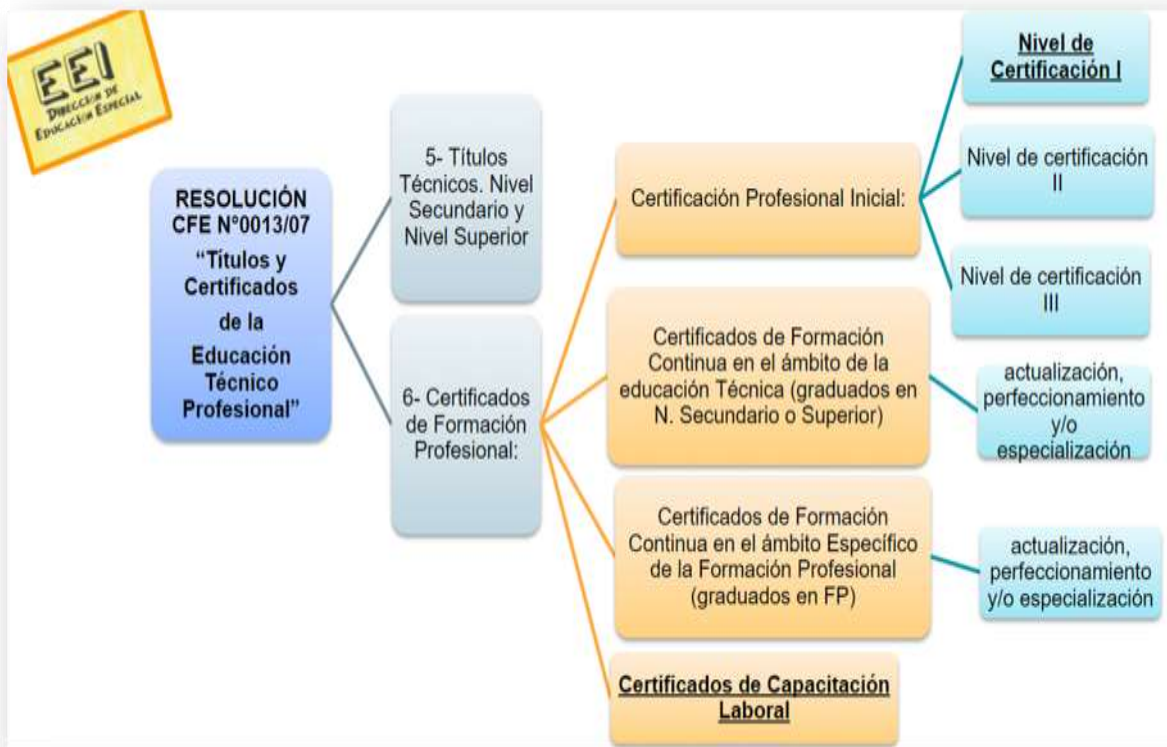 EEI
DIRECCIÓN DE
EDUCACIÓN ESPECIAL
RESOLUCIÓN
CFE N°0013/07
“Títulos y
Certificados
de la
Educación
Técnico
Profesional”
5- Títulos
Técnicos. Nivel
Secundario y
Nivel Superior
6- Certificados
de Formación
Profesional:
Certificación Profesional Inicial:
Certificados de Formación
Continua en el ámbito de la
educación Técnica (graduados en
N. Secundario o Superior)
Certificados de Formación
Continua en el ámbito Específico
de la Formación Profesional
(graduados en FP)
Certificados de Capacitación
Laboral
Nivel de
Certificación I
Nivel de certificación
II
Nivel de certificación
III
actualización,
perfeccionamiento
y/o
especialización
actualización,
perfeccionamiento
y/o especialización